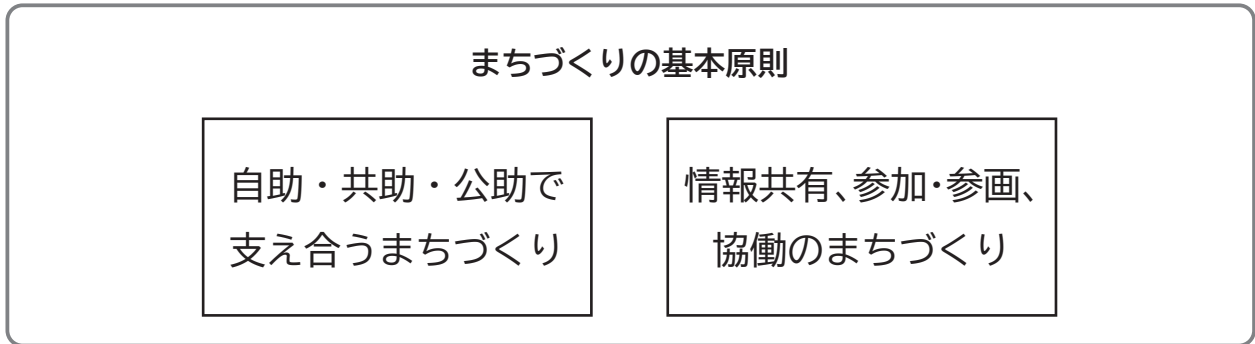 まちづくりの基本原則
自助・共助・公助で
支え合うまちづくり
情報共有、参加・参画、
協働のまちづくり